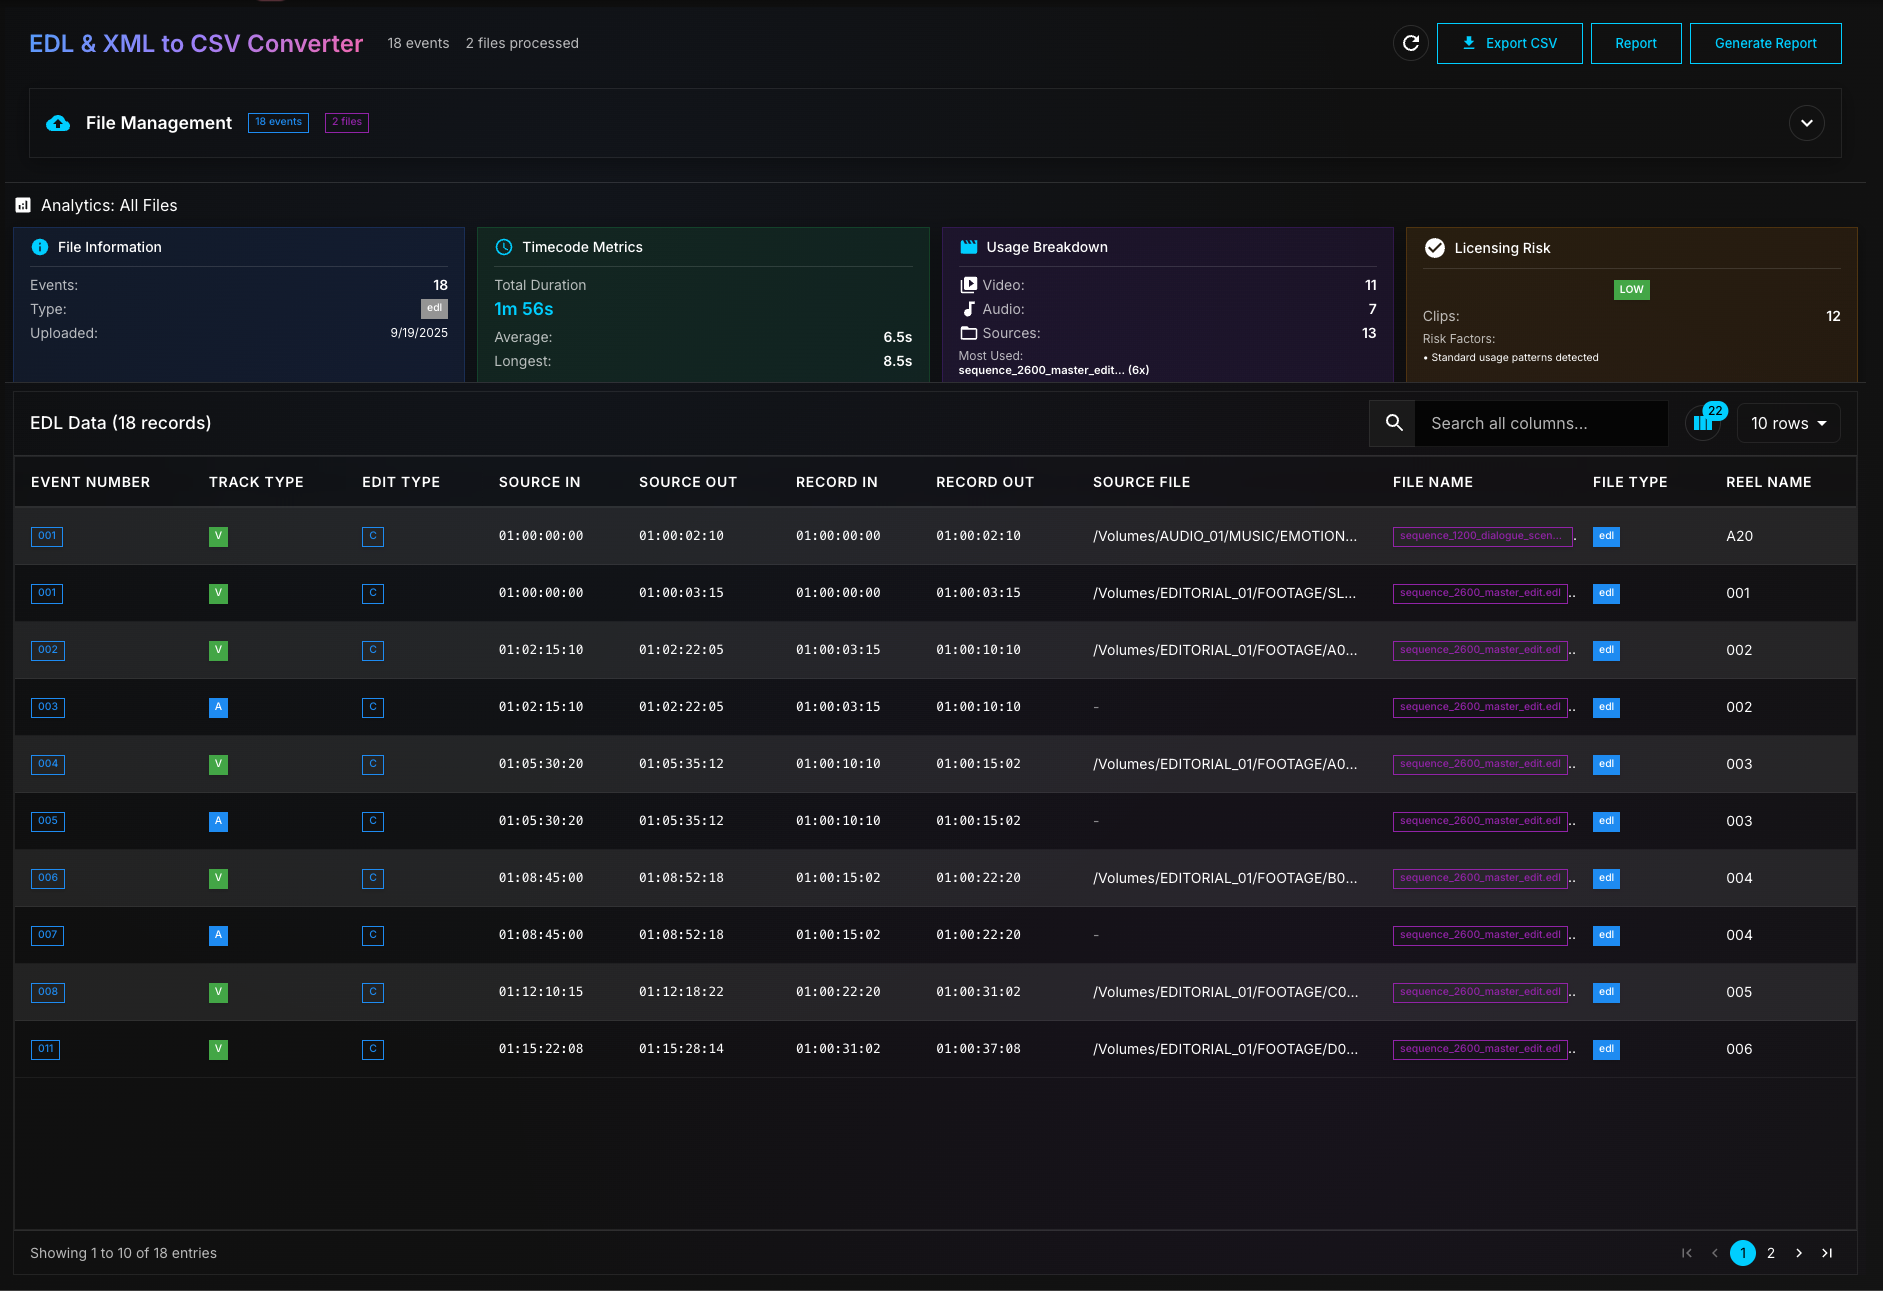 EDL & XML to CSV Converter 18 events 2 files processed Export CSV Report Generate Report
File Management 18 events 2 files
Analytics: All Files
File Information
Events: 18
Type: edl
Uploaded: 9/19/2025
Timecode Metrics
Total Duration
1m 56s
Average: 6.5s
Longest: 8.5s
Usage Breakdown
Video: 11
Audio: 7
Sources: 13
Most Used:
sequence_2600_master_edit... (6x)
Licensing Risk
LOW
Clips: 12
Risk Factors:
• Standard usage patterns detected
EDL Data (18 records) Search all columns... 22 10 rows
EVENT NUMBER TRACK TYPE EDIT TYPE SOURCE IN SOURCE OUT RECORD IN RECORD OUT SOURCE FILE FILE NAME FILE TYPE REEL NAME
001 V C 01:00:00:00 01:00:02:10 01:00:00:00 01:00:02:10 /Volumes/AUDIO_01/MUSIC/EMOTION... sequence_1200_dialogue_scen... . edl A20
001 V C 01:00:00:00 01:00:03:15 01:00:00:00 01:00:03:15 /Volumes/EDITORIAL_01/FOOTAGE/SL... sequence_2600_master_edit.edl .. edl 001
002 V C 01:02:15:10 01:02:22:05 01:00:03:15 01:00:10:10 /Volumes/EDITORIAL_01/FOOTAGE/A0... sequence_2600_master_edit.edl .. edl 002
003 A C 01:02:15:10 01:02:22:05 01:00:03:15 01:00:10:10 - sequence_2600_master_edit.edl .. edl 002
004 V C 01:05:30:20 01:05:35:12 01:00:10:10 01:00:15:02 /Volumes/EDITORIAL_01/FOOTAGE/A0... sequence_2600_master_edit.edl .. edl 003
005 A C 01:05:30:20 01:05:35:12 01:00:10:10 01:00:15:02 - sequence_2600_master_edit.edl .. edl 003
006 V C 01:08:45:00 01:08:52:18 01:00:15:02 01:00:22:20 /Volumes/EDITORIAL_01/FOOTAGE/B0... sequence_2600_master_edit.edl .. edl 004
007 A C 01:08:45:00 01:08:52:18 01:00:15:02 01:00:22:20 - sequence_2600_master_edit.edl .. edl 004
008 V C 01:12:10:15 01:12:18:22 01:00:22:20 01:00:31:02 /Volumes/EDITORIAL_01/FOOTAGE/C0... sequence_2600_master_edit.edl .. edl 005
011 V C 01:15:22:08 01:15:28:14 01:00:31:02 01:00:37:08 /Volumes/EDITORIAL_01/FOOTAGE/D0... sequence_2600_master_edit.edl .. edl 006
Showing 1 to 10 of 18 entries 1 2